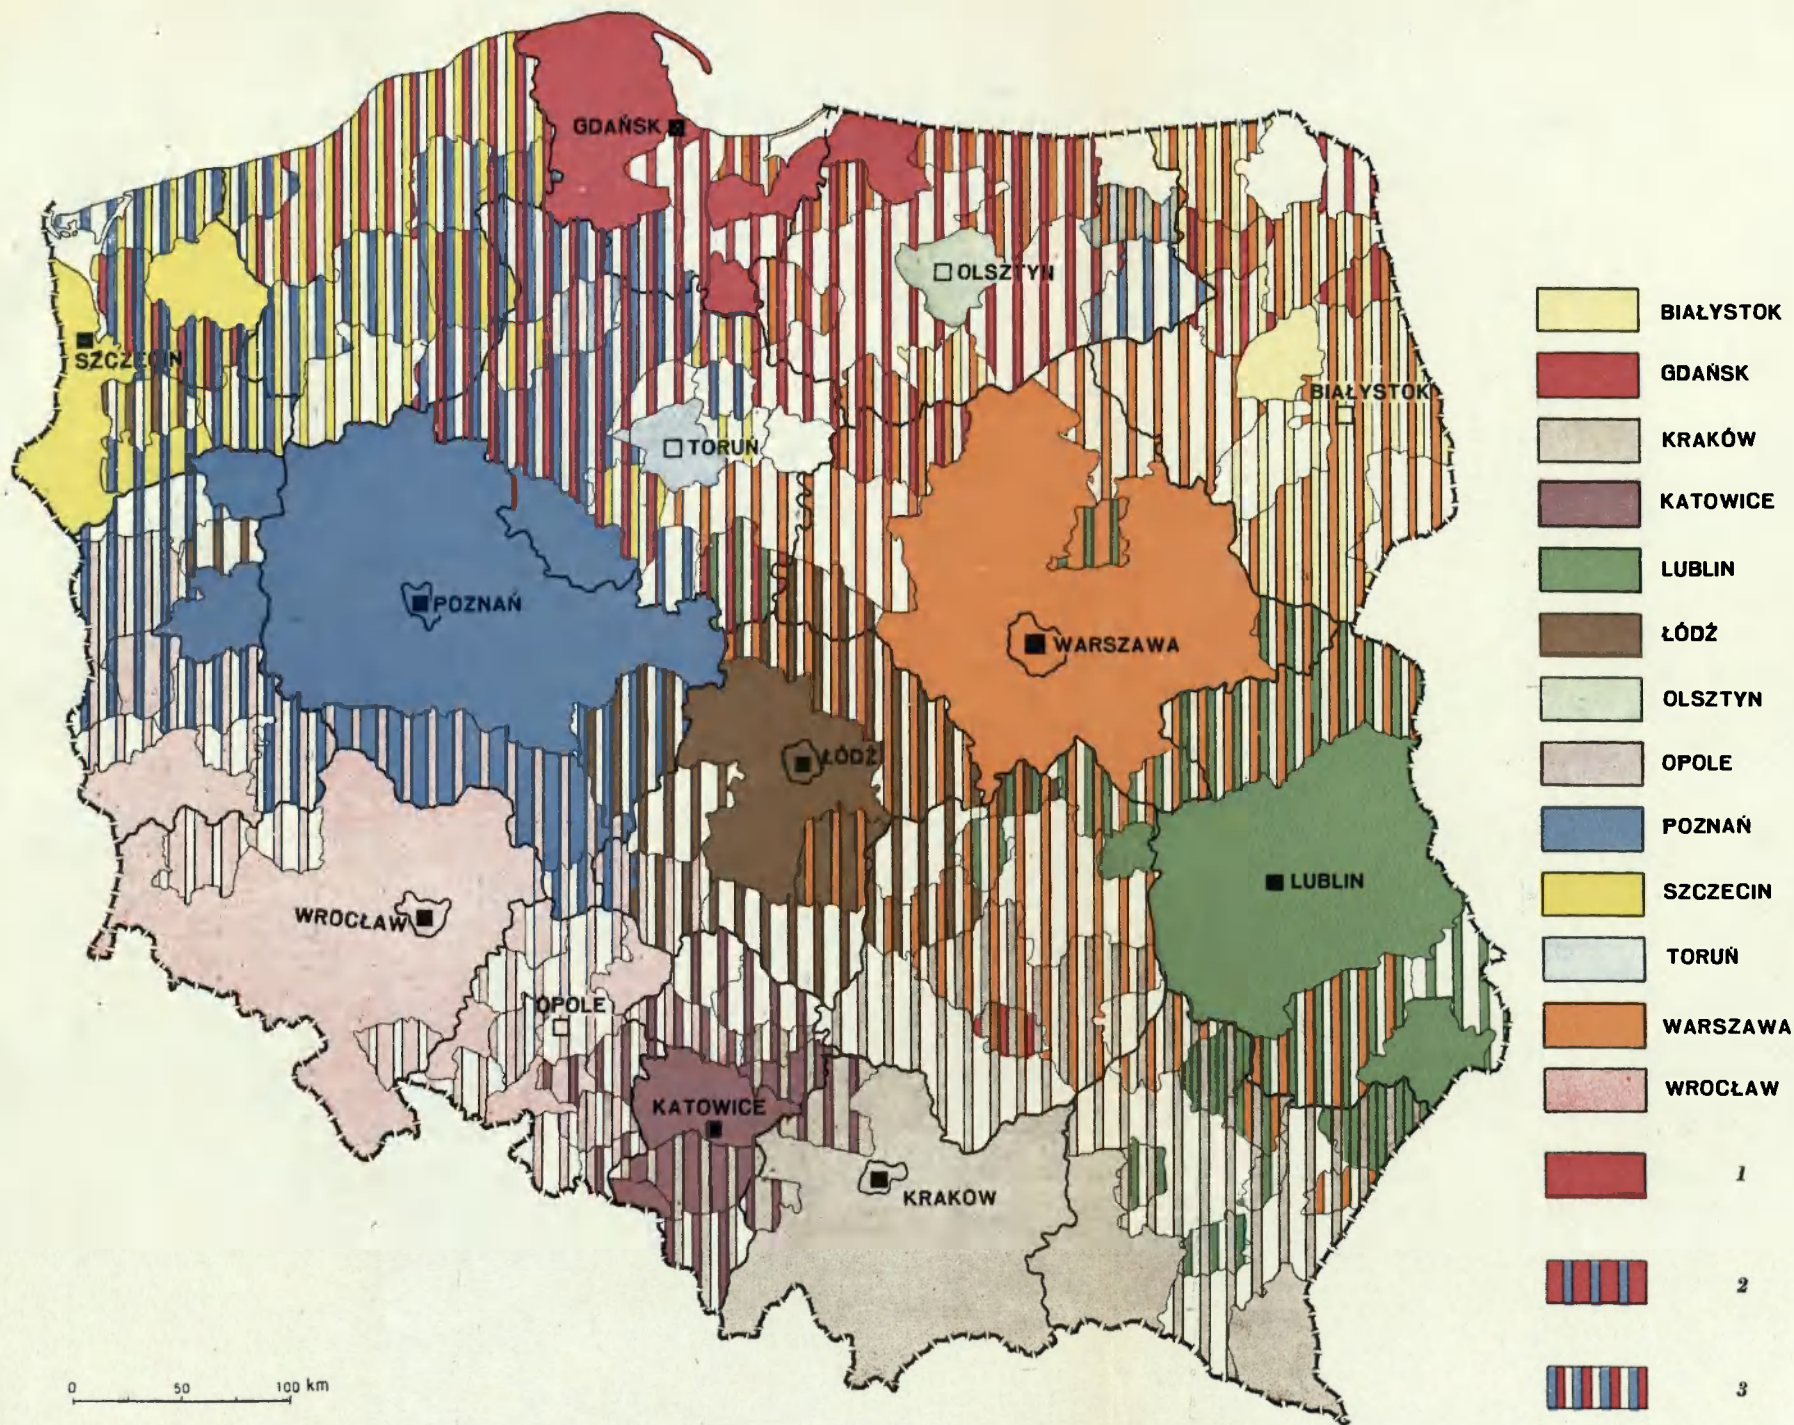 GDAŃSK
OLSZTYN
SZCZECIN
BIAŁYSTOK
TORUŃ
POZNAŃ
WARSZAWA
ŁÓDŹ
LUBLIN
WROCŁAW
OPOLE
KATOWICE
KRAKÓW
BIAŁYSTOK
GDAŃSK
KRAKÓW
KATOWICE
LUBLIN
ŁÓDŹ
OLSZTYN
OPOLE
POZNAŃ
SZCZECIN
TORUŃ
WARSZAWA
WROCŁAW
1
2
3
0 50 100 km